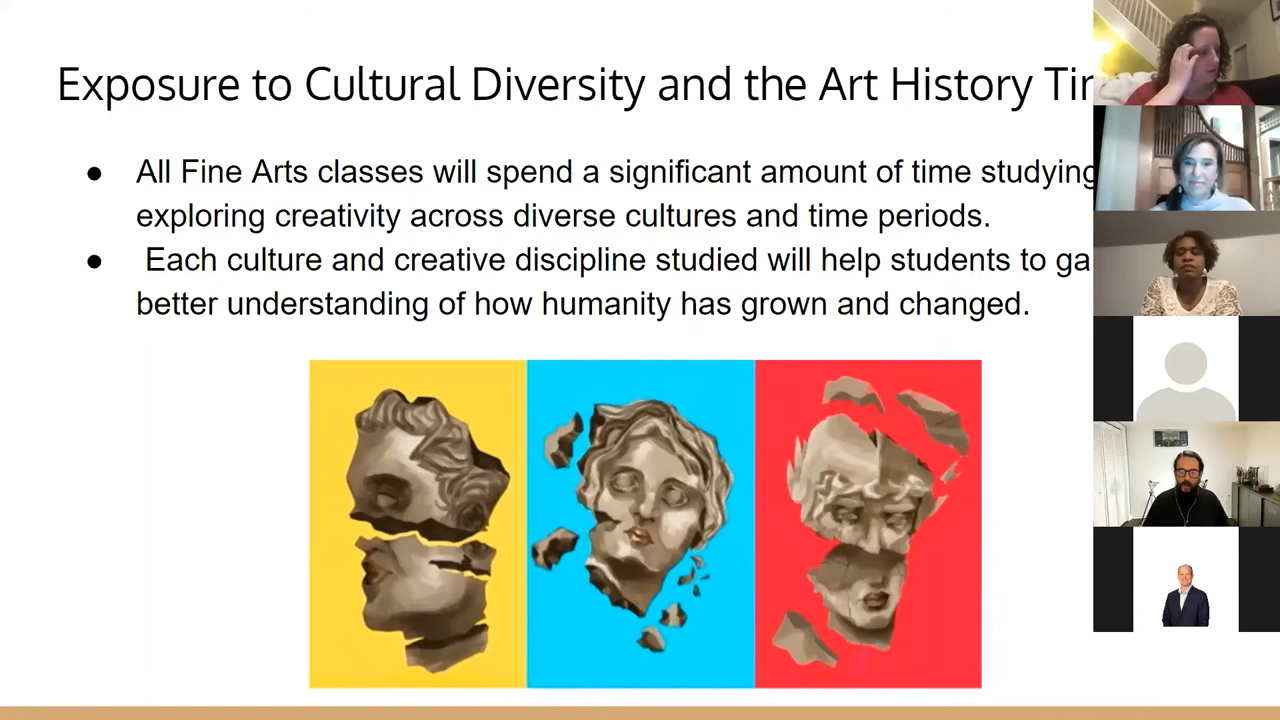 Exposure to Cultural Diversity and the Art History
● All Fine Arts classes will spend a significant amount of time studying
exploring creativity across diverse cultures and time periods.
● Each culture and creative discipline studied will help students to
better understanding of how humanity has grown and changed.